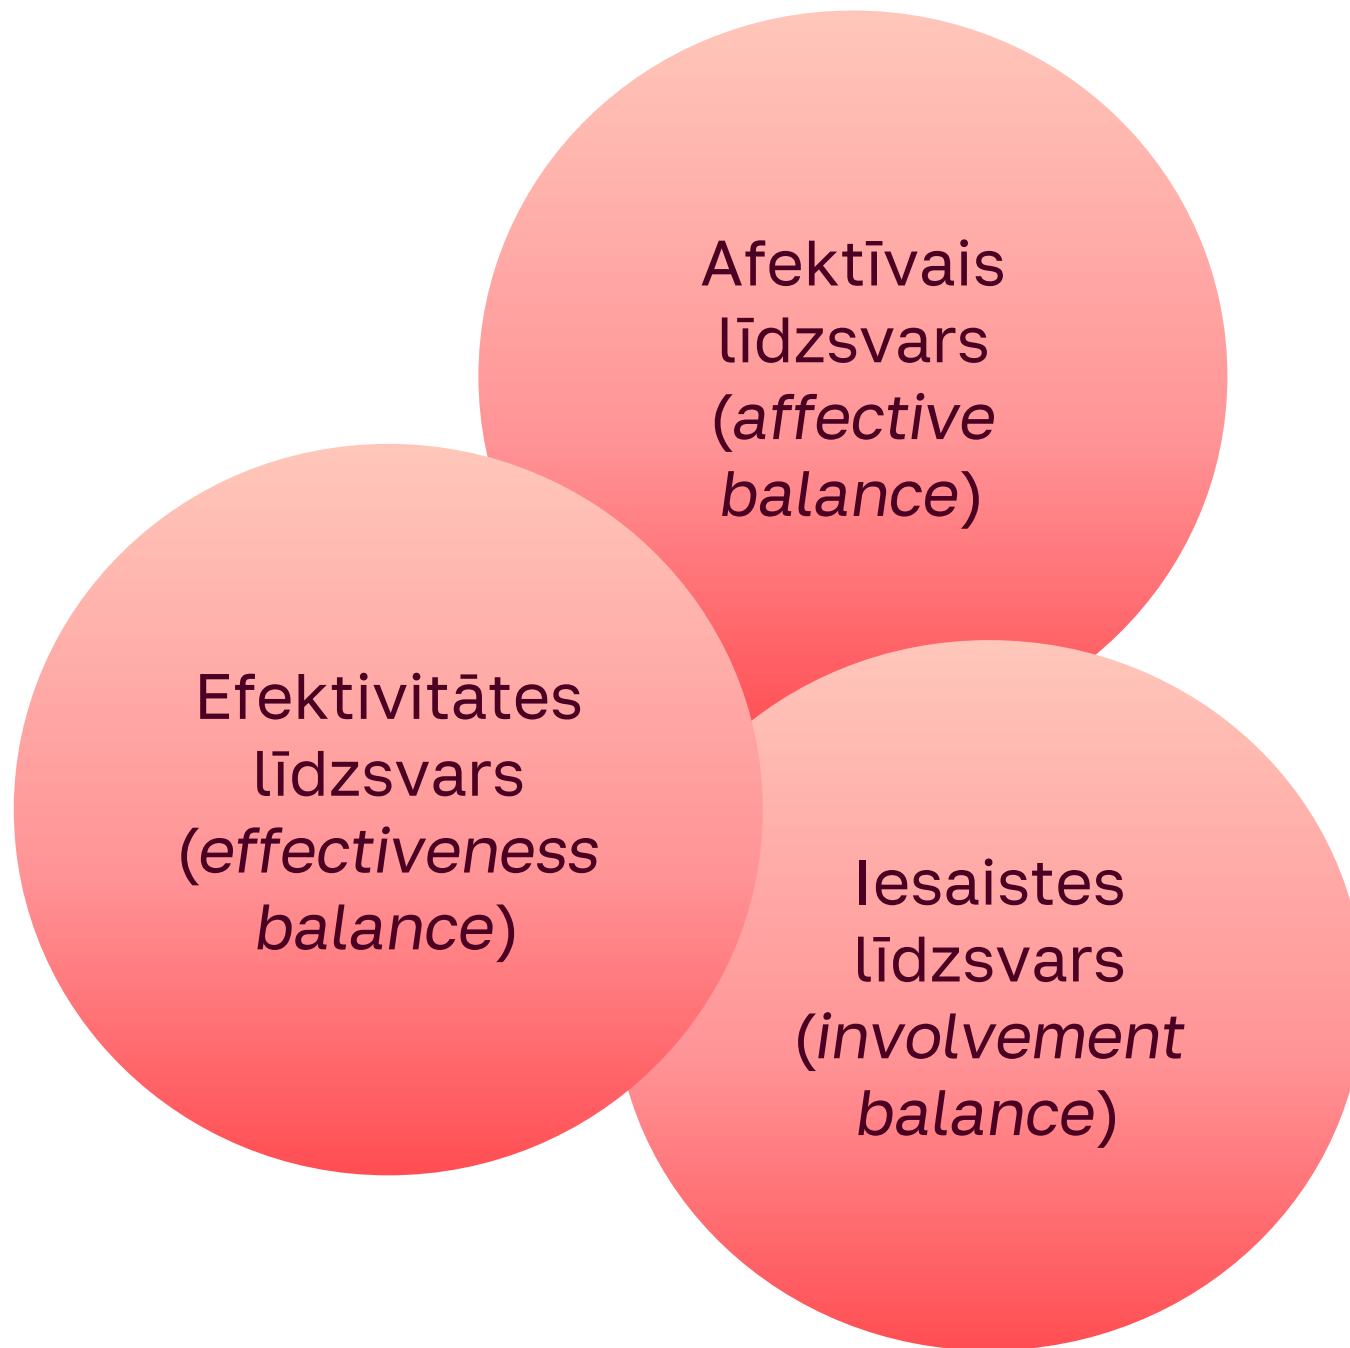 Afektīvais
līdzsvars
(affective
balance)
Efektivitātes
līdzsvars
(effectiveness
balance)
Iesaistes
līdzsvars
(involvement
balance)